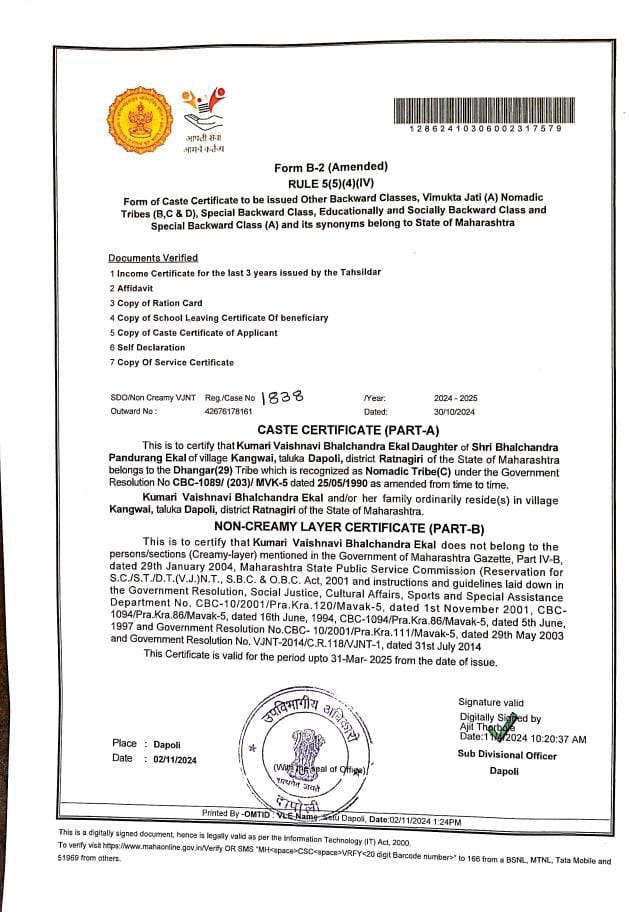 आपली सेवा
आमचे कर्तव्य
12862410306002317579
Form B-2 (Amended)
RULE 5(5)(4)(IV)
Form of Caste Certificate to be issued Other Backward Classes, Vimukta Jati (A) Nomadic
Tribes (B,C & D), Special Backward Class, Educationally and Socially Backward Class and
Special Backward Class (A) and its synonyms belong to State of Maharashtra
Documents Verified
1 Income Certificate for the last 3 years issued by the Tahsildar
2 Affidavit
3 Copy of Ration Card
4 Copy of School Leaving Certificate Of beneficiary
5 Copy of Caste Certificate of Applicant
6 Self Declaration
7 Copy Of Service Certificate
SDO/Non Creamy VJNT Reg./Case No 1838 /Year: 2024 - 2025
Outward No : 42676178161 Dated: 30/10/2024
CASTE CERTIFICATE (PART-A)
This is to certify that Kumari Vaishnavi Bhalchandra Ekal Daughter of Shri Bhalchandra
Pandurang Ekal of village Kangwai, taluka Dapoli, district Ratnagiri of the State of Maharashtra
belongs to the Dhangar(29) Tribe which is recognized as Nomadic Tribe(C) under the Government
Resolution No CBC-1089/ (203)/ MVK-5 dated 25/05/1990 as amended from time to time.
Kumari Vaishnavi Bhalchandra Ekal and/or her family ordinarily reside(s) in village
Kangwai, taluka Dapoli, district Ratnagiri of the State of Maharashtra.
NON-CREAMY LAYER CERTIFICATE (PART-B)
This is to certify that Kumari Vaishnavi Bhalchandra Ekal does not belong to the
persons/sections (Creamy-layer) mentioned in the Government of Maharashtra Gazette, Part IV-B,
dated 29th January 2004, Maharashtra State Public Service Commission (Reservation for
S.C./S.T./D.T.(V.J.)N.T., S.B.C. & O.B.C. Act, 2001 and instructions and guidelines laid down in
the Government Resolution, Social Justice, Cultural Affairs, Sports and Special Assistance
Department No. CBC-10/2001/Pra.Kra.120/Mavak-5, dated 1st November 2001, CBC-
1094/Pra.Kra.86/Mavak-5, dated 16th June, 1994, CBC-1094/Pra.Kra.86/Mavak-5, dated 5th June,
1997 and Government Resolution No.CBC- 10/2001/Pra.Kra.111/Mavak-5, dated 29th May 2003
and Government Resolution No. VJNT-2014/C.R.118/VJNT-1, dated 31st July 2014
This Certificate is valid for the period upto 31-Mar- 2025 from the date of issue.
उपविभागीय अधिकारी
Signature valid
Digitally Signed by
Ajit
Date: 2024 10:20:37 AM
Sub Divisional Officer
Dapoli
Place : Dapoli
Date : 02/11/2024
(With the seal of Office)
सत्यमेव जयते
दापोली
Printed By -OMTID : VLE Name: Setu Dapoli, Date:02/11/2024 1:24PM
This is a digitally signed document, hence is legally valid as per the Information Technology (IT) Act, 2000.
To verify visit https://www.mahaonline.gov.in/Verify OR SMS "MH<space>CSC<space>VRFY<20 digit Barcode number>" to 166 from a BSNL, MTNL, Tata Mobile and
51969 from others.